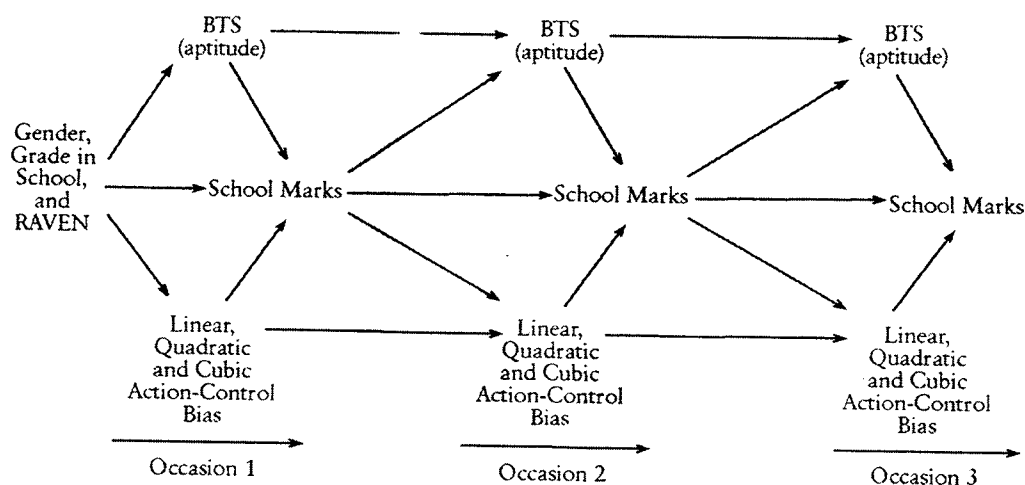 BTS
(aptitude)
BTS
(aptitude)
BTS
(aptitude)
Gender,
Grade in
School,
and
RAVEN
School Marks
School Marks
School Marks
Linear,
Quadratic
and Cubic
Action-Control
Bias
Linear,
Quadratic
and Cubic
Action-Control
Bias
Linear,
Quadratic
and Cubic
Action-Control
Bias
Occasion 1
Occasion 2
Occasion 3